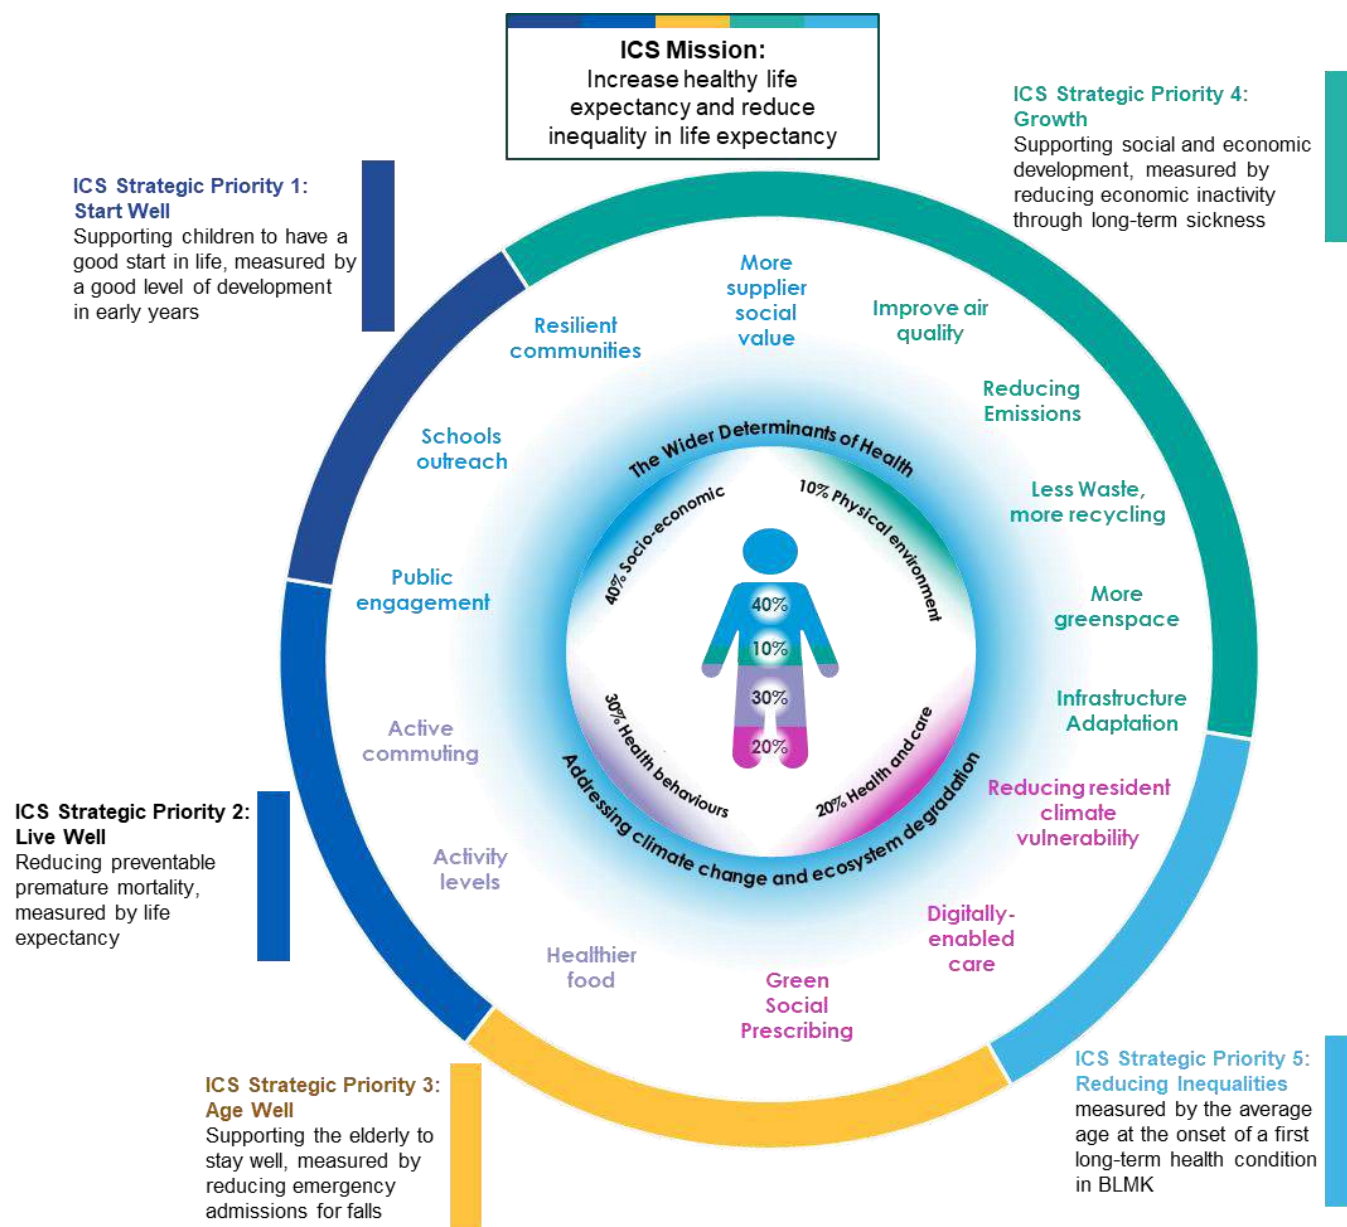 ICS Mission:
Increase healthy life
expectancy and reduce
inequality in life expectancy
ICS Strategic Priority 1:
Start Well
Supporting children to have a
good start in life, measured by
a good level of development
in early years
ICS Strategic Priority 4:
Growth
Supporting social and economic
development, measured by
reducing economic inactivity
through long-term sickness
More
supplier
social
value
Improve air
quality
Resilient
communities
Reducing
Emissions
Schools
outreach
Less Waste,
more recycling
Public
engagement
More
greenspace
Infrastructure
Adaptation
Active
commuting
Reducing resident
climate
vulnerability
Activity
levels
Digitally-
enabled
care
Healthier
food
Green
Social
Prescribing
The Wider Determinants of Health
40% Socio-economic
10% Physical environment
40%
10%
30%
20%
30% Health behaviours
20% Health and care
Addressing climate change and ecosystem degradation
ICS Strategic Priority 2:
Live Well
Reducing preventable
premature mortality,
measured by life
expectancy
ICS Strategic Priority 3:
Age Well
Supporting the elderly to
stay well, measured by
reducing emergency
admissions for falls
ICS Strategic Priority 5:
Reducing Inequalities
measured by the average
age at the onset of a first
long-term health condition
in BLMK